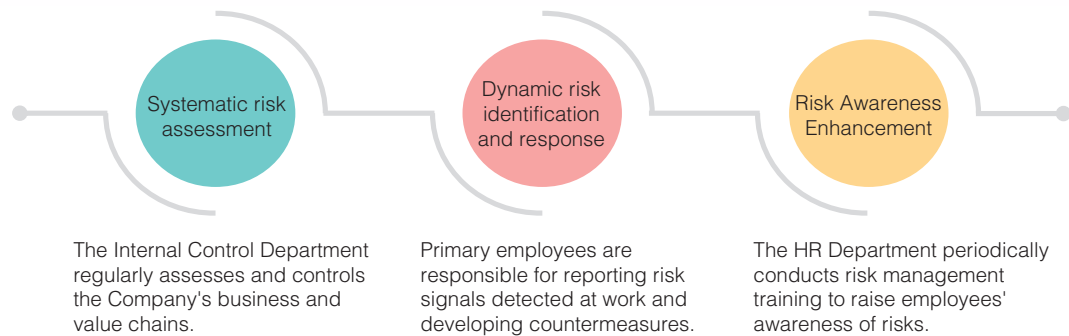 Systematic risk
assessment
Dynamic risk
identification
and response
Risk Awareness
Enhancement
The Internal Control Department
regularly assesses and controls
the Company's business and
value chains.
Primary employees are
responsible for reporting risk
signals detected at work and
developing countermeasures.
The HR Department periodically
conducts risk management
training to raise employees'
awareness of risks.